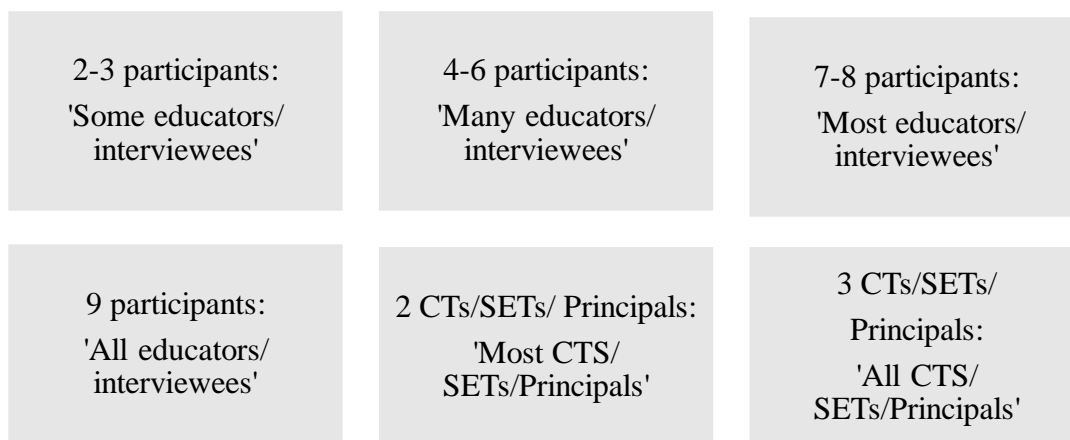 2-3 participants:
'Some educators/
interviewees'
4-6 participants:
'Many educators/
interviewees'
7-8 participants:
'Most educators/
interviewees'
9 participants:
'All educators/
interviewees'
2 CTs/SETs/ Principals:
'Most CTS/
SETs/Principals'
3 CTs/SETs/
Principals:
'All CTS/
SETs/Principals'